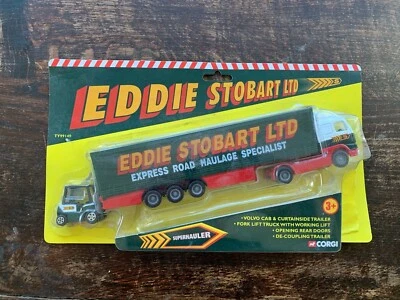 EDDIE STOBART LTD
TY99149
EDDIE STOBART LTD
EXPRESS ROAD HAULAGE SPECIALIST
3+
• VOLVO CAB & CURTAINSIDE TRAILER
• FORK LIFT TRUCK WITH WORKING LIFT
• OPENING REAR DOORS
• DE-COUPLING TRAILER
SUPERHAULER
CORGI